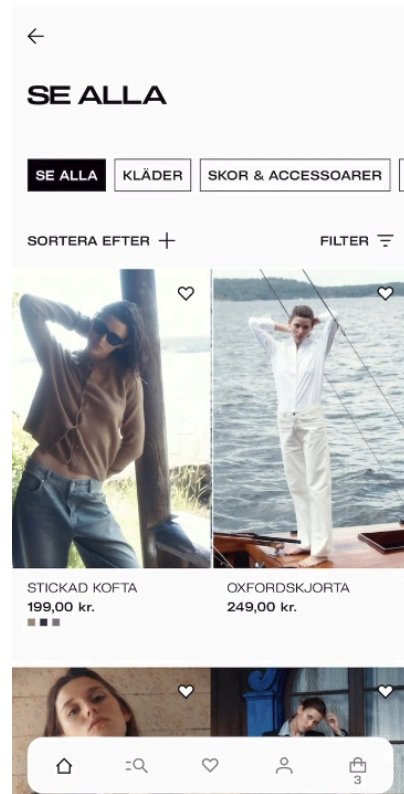 SE ALLA
SE ALLA KLÄDER SKOR & ACCESSOARER
SORTERA EFTER FILTER
STICKAD KOFTA OXFORDSKJORTA
199,00 kr. 249,00 kr.
3